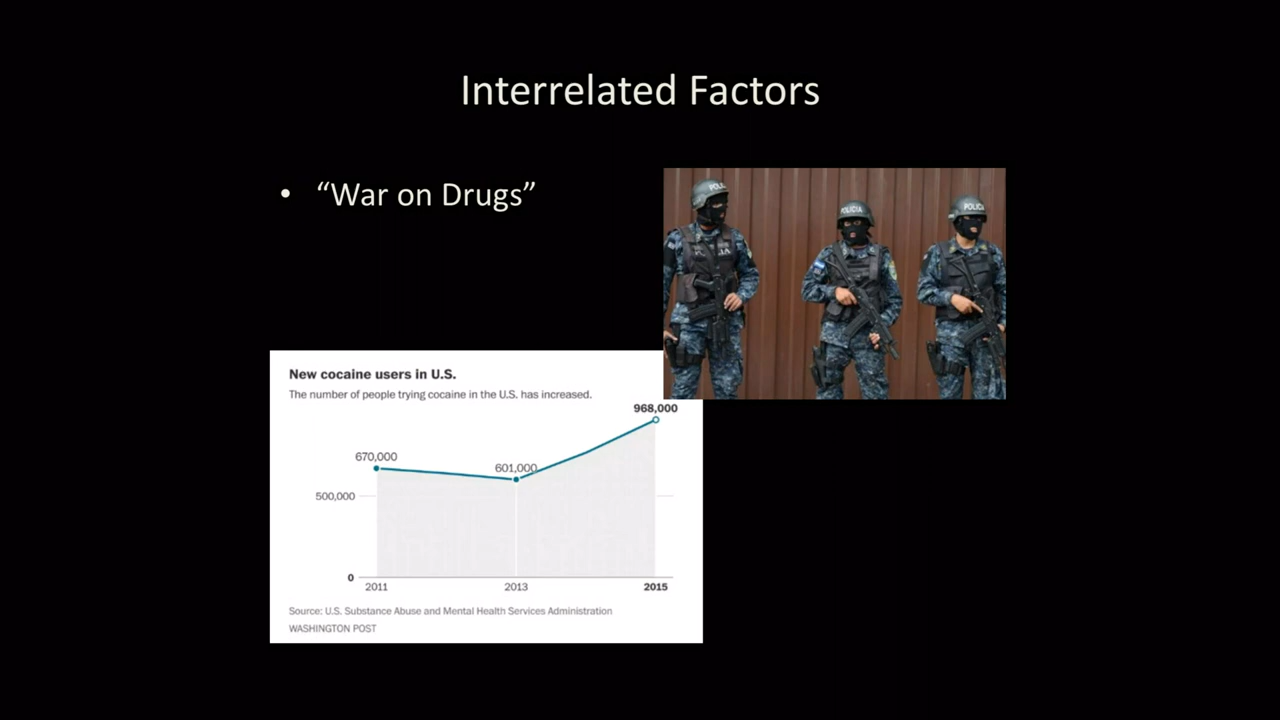 Interrelated Factors
• “War on Drugs”
POLICIA
POLICIA
New cocaine users in U.S.
The number of people trying cocaine in the U.S. has increased.
968,000
670,000
601,000
500,000
0
2011 2013 2015
Source: U.S. Substance Abuse and Mental Health Services Administration
WASHINGTON POST